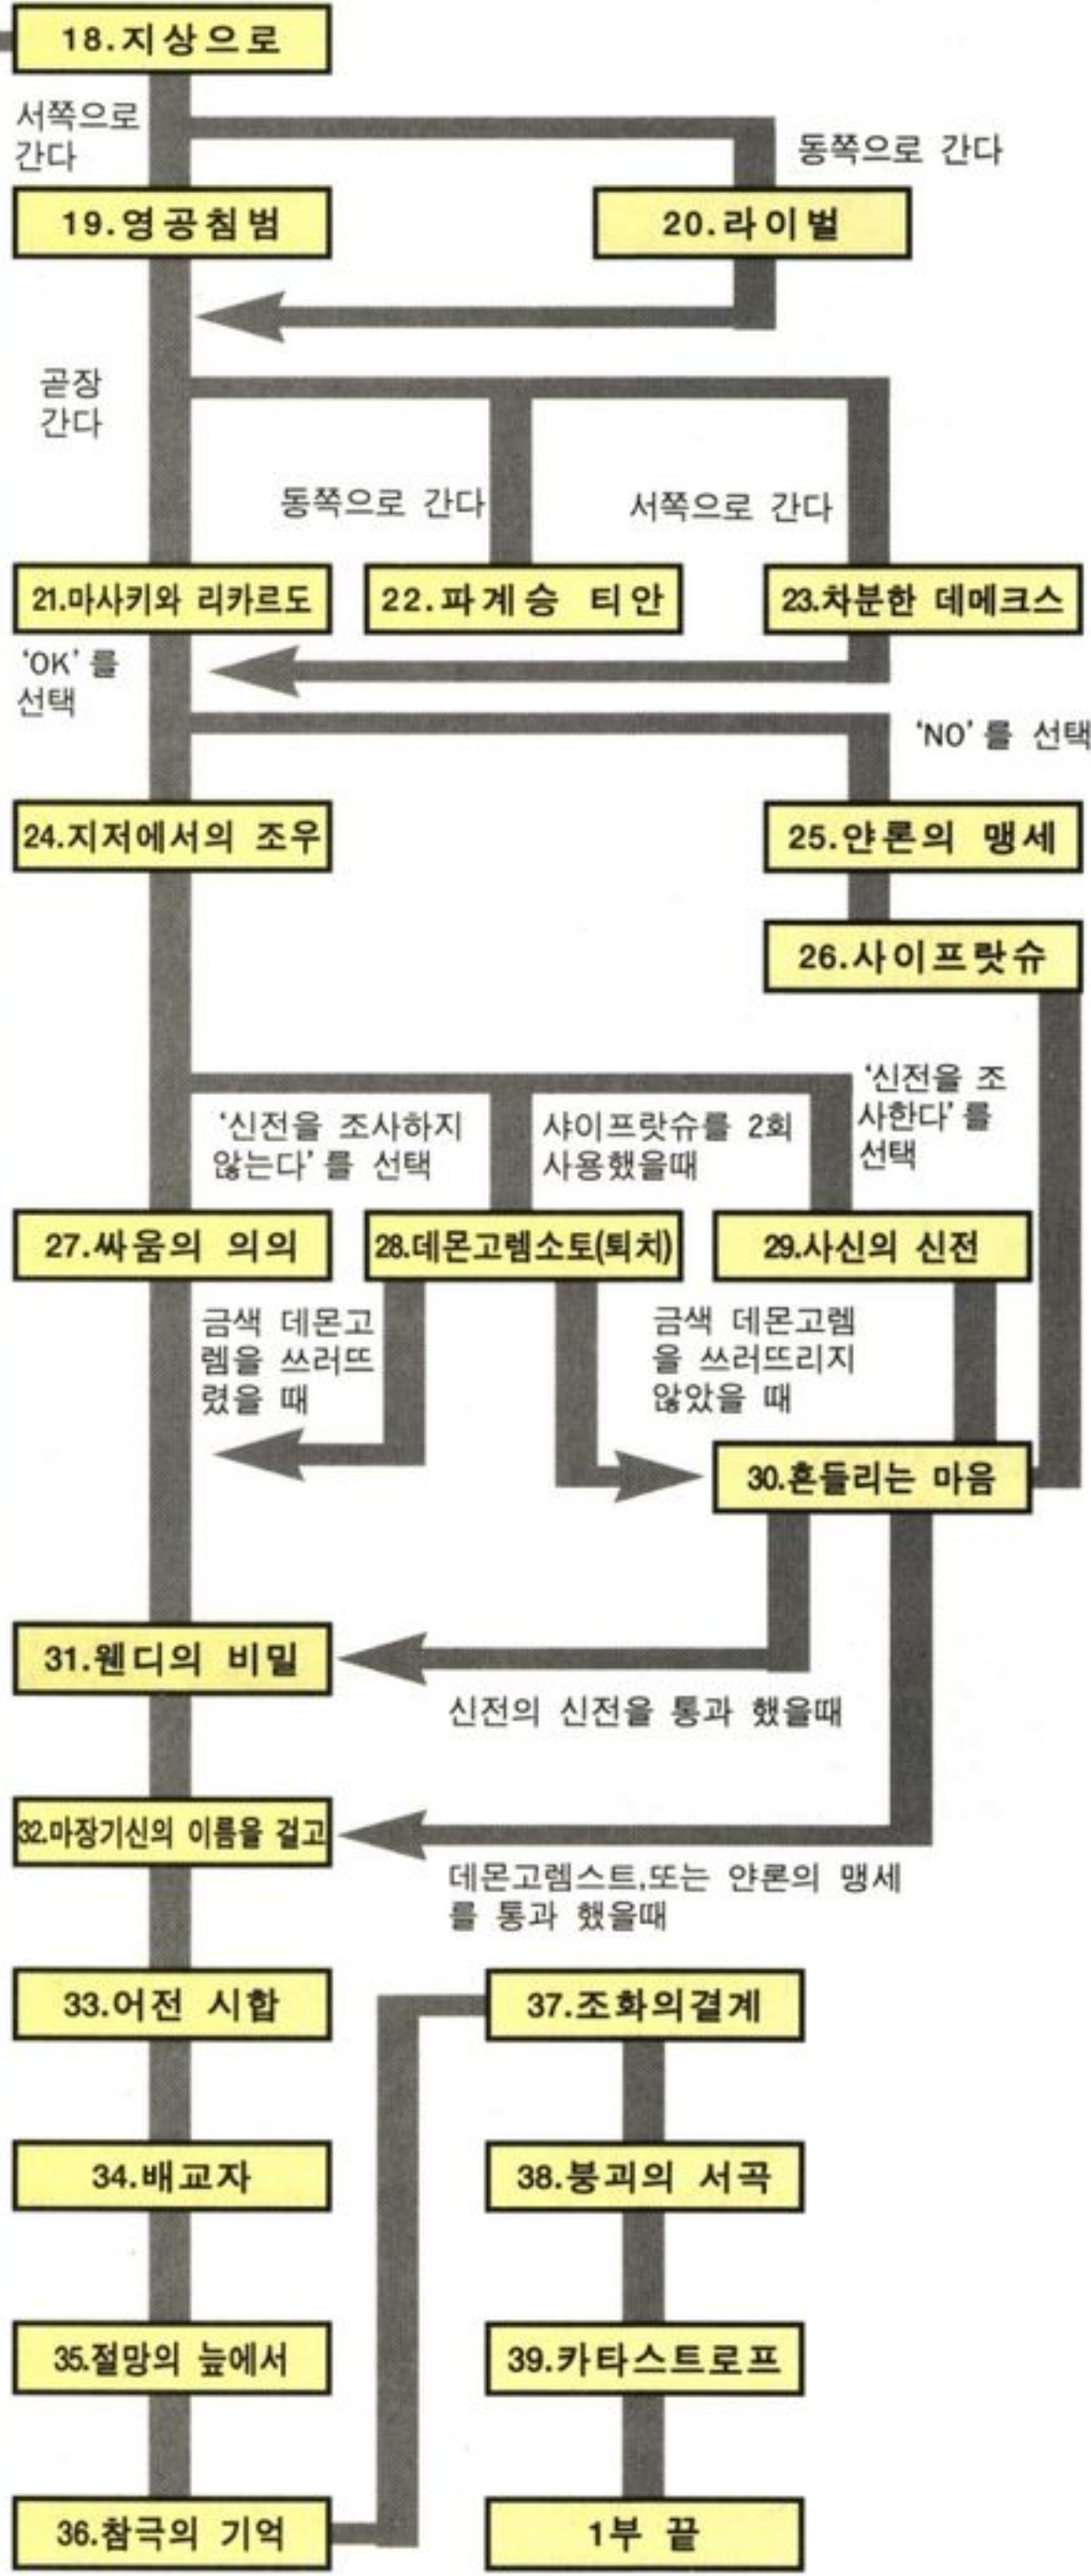 18.지상으로
서쪽으로
간다
동쪽으로 간다
19.영공침범
20.라이벌
곧장
간다
동쪽으로 간다
서쪽으로 간다
21.마사키와 리카르도
22.파계승 티안
23.차분한 데메크스
'OK'를
선택
'NO'를 선택
24.지저에서의 조우
25.얀론의 맹세
26.사이프랏슈
'신전을 조사하지
않는다'를 선택
샤이프랏슈를 2회
사용했을때
'신전을 조
사한다'를
선택
27.싸움의 의의
28.데몬고렘소토(퇴치)
29.사신의 신전
금색 데몬고
렘을 쓰러뜨
렸을 때
금색 데몬고렘
을 쓰러뜨리지
않았을 때
30.흔들리는 마음
31.웬디의 비밀
신전의 신전을 통과 했을때
32.마장기신의 이름을 걸고
데몬고렘스트,또는 얀론의 맹세
를 통과 했을때
33.어전 시합
37.조화의결계
34.배교자
38.붕괴의 서곡
35.절망의 늪에서
39.카타스트로프
36.참극의 기억
1부 끝